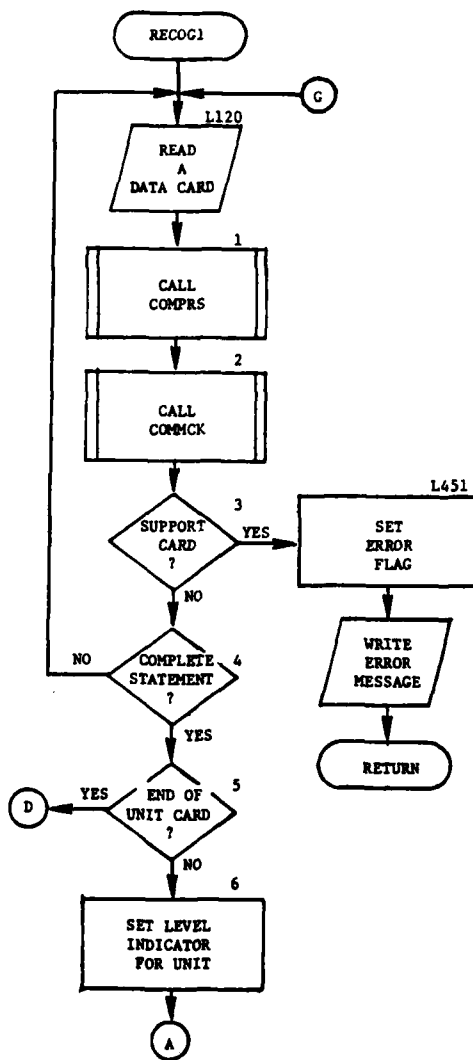 RECOG1
G
L120
READ
A
DATA CARD
1
CALL
COMPRS
2
CALL
COMMCK
3
SUPPORT
CARD
?
YES
NO
L451
SET
ERROR
FLAG
WRITE
ERROR
MESSAGE
RETURN
NO
COMPLETE
STATEMENT
?
4
YES
D
YES
END OF
UNIT CARD
?
5
NO
6
SET LEVEL
INDICATOR
FOR UNIT
A